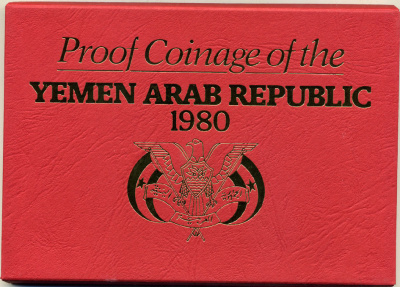 Proof Coinage of the
YEMEN ARAB REPUBLIC
1980